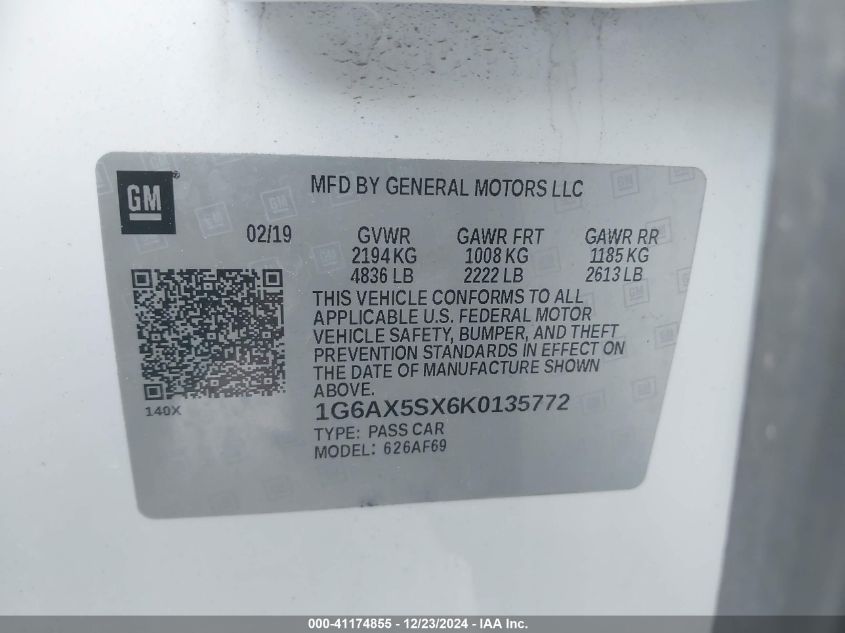 GM®
MFD BY GENERAL MOTORS LLC
02/19 GVWR GAWR FRT GAWR RR
2194 KG 1008 KG 1185 KG
4836 LB 2222 LB 2613 LB
THIS VEHICLE CONFORMS TO ALL
APPLICABLE U.S. FEDERAL MOTOR
VEHICLE SAFETY, BUMPER, AND THEFT
PREVENTION STANDARDS IN EFFECT ON
THE DATE OF MANUFACTURE SHOWN
ABOVE.
140X
1G6AX5SX6K0135772
TYPE: PASS CAR
MODEL: 626AF69
000-41174855 - 12/23/2024 - IAA Inc.